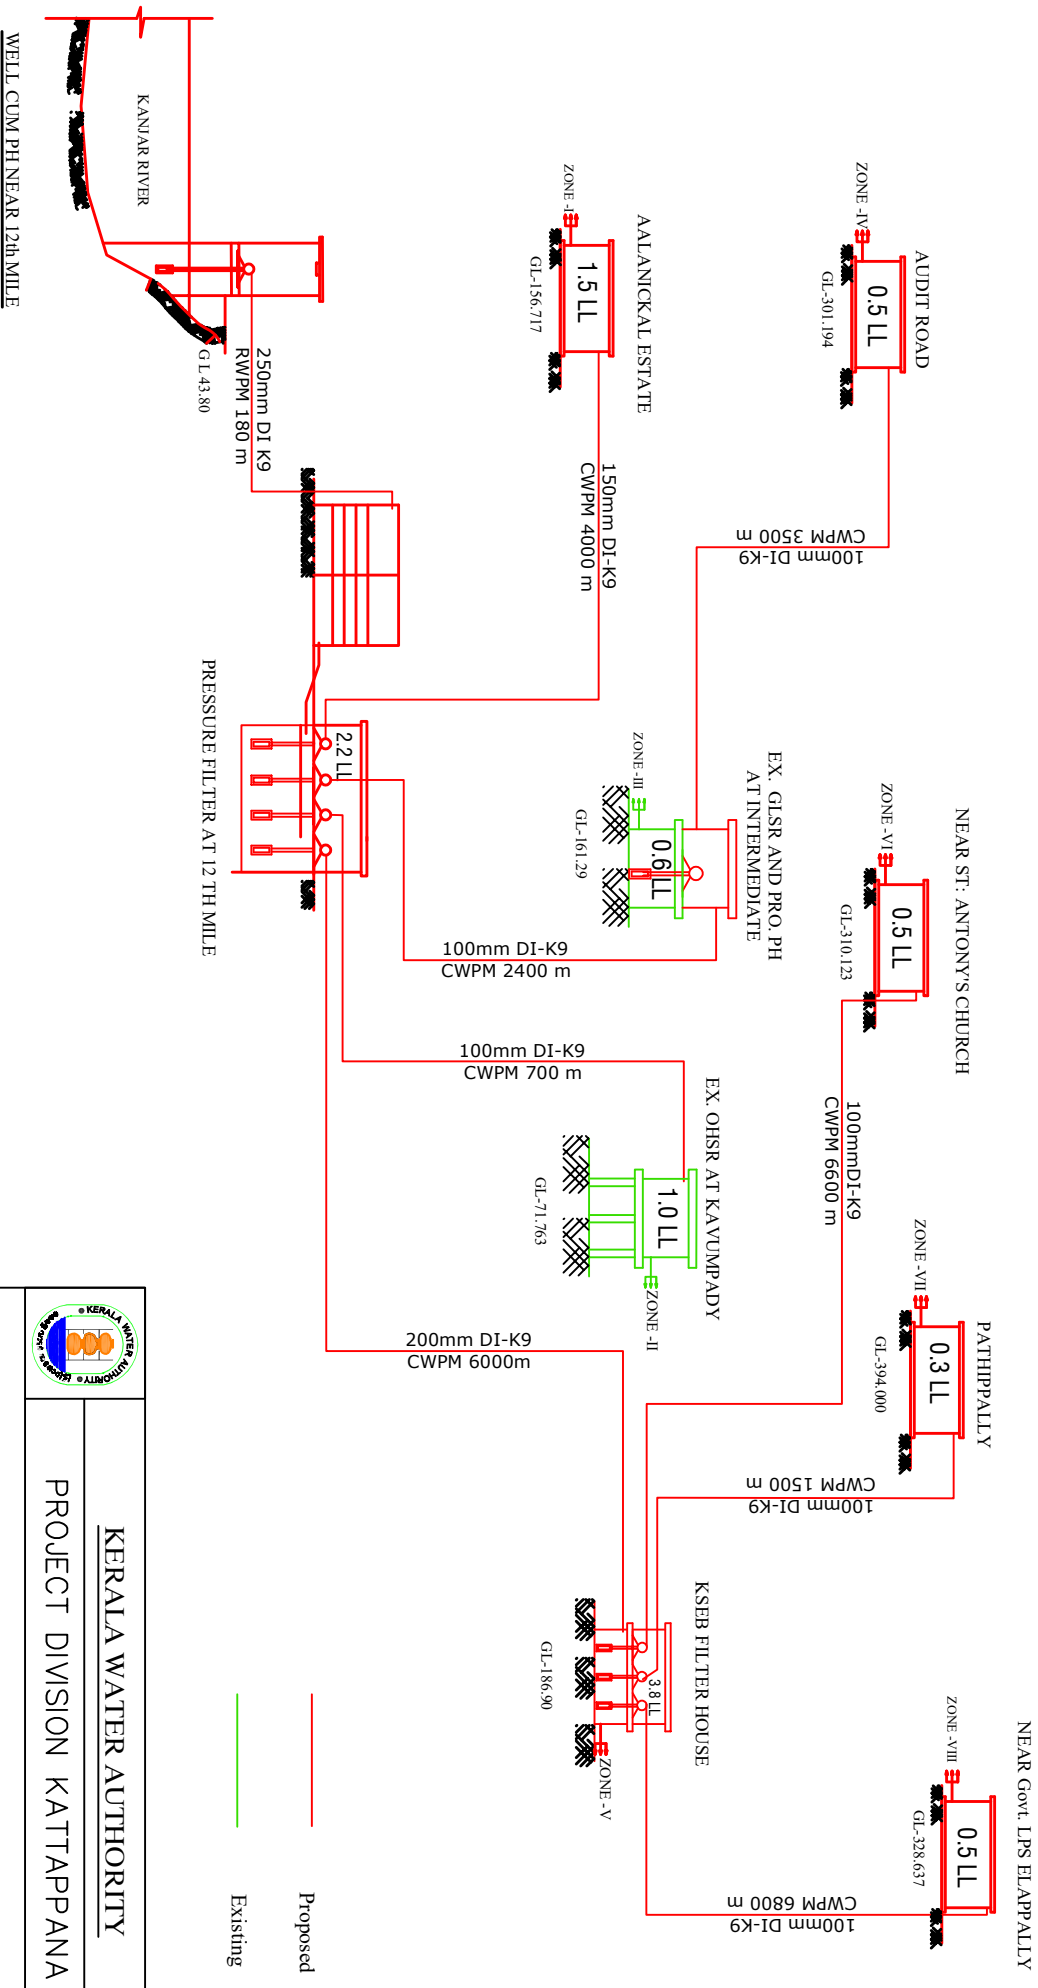 NEAR Govt. LPS ELAPPALLY
ZONE -VIII
0.5 LL
GL-328.637
100mm DI-K9
CWPM 6800 m
PATHIPPALLY
ZONE -VII
0.3 LL
GL-394.000
100mm DI-K9
CWPM 1500 m
NEAR ST: ANTONY'S CHURCH
ZONE -VI
0.5 LL
GL-310.123
100mmDI-K9
CWPM 6600 m
AUDIT ROAD
ZONE -IV
0.5 LL
GL-301.194
100mm DI-K9
CWPM 3500 m
EX. GLSR AND PRO. PH
AT INTERMEDIATE
ZONE -III
0.6 LL
GL-161.29
100mm DI-K9
CWPM 2400 m
EX. OHSR AT KAVUMPADY
1.0 LL
ZONE -II
GL-71.763
100mm DI-K9
CWPM 700 m
KSEB FILTER HOUSE
3.8 LL
ZONE -V
GL-186.90
200mm DI-K9
CWPM 6000m
AALANICKAL ESTATE
ZONE -I
1.5 LL
GL-156.717
150mm DI-K9
CWPM 4000 m
2.2 LL
PRESSURE FILTER AT 12 TH MILE
250mm DI K9
RWPM 180 m
G L 43.80
KANJAR RIVER
WELL CUM PH NEAR 12th MILE
Proposed
Existing
KERALA WATER AUTHORITY
KERALA WATER AUTHORITY
PROJECT DIVISION KATTAPPANA